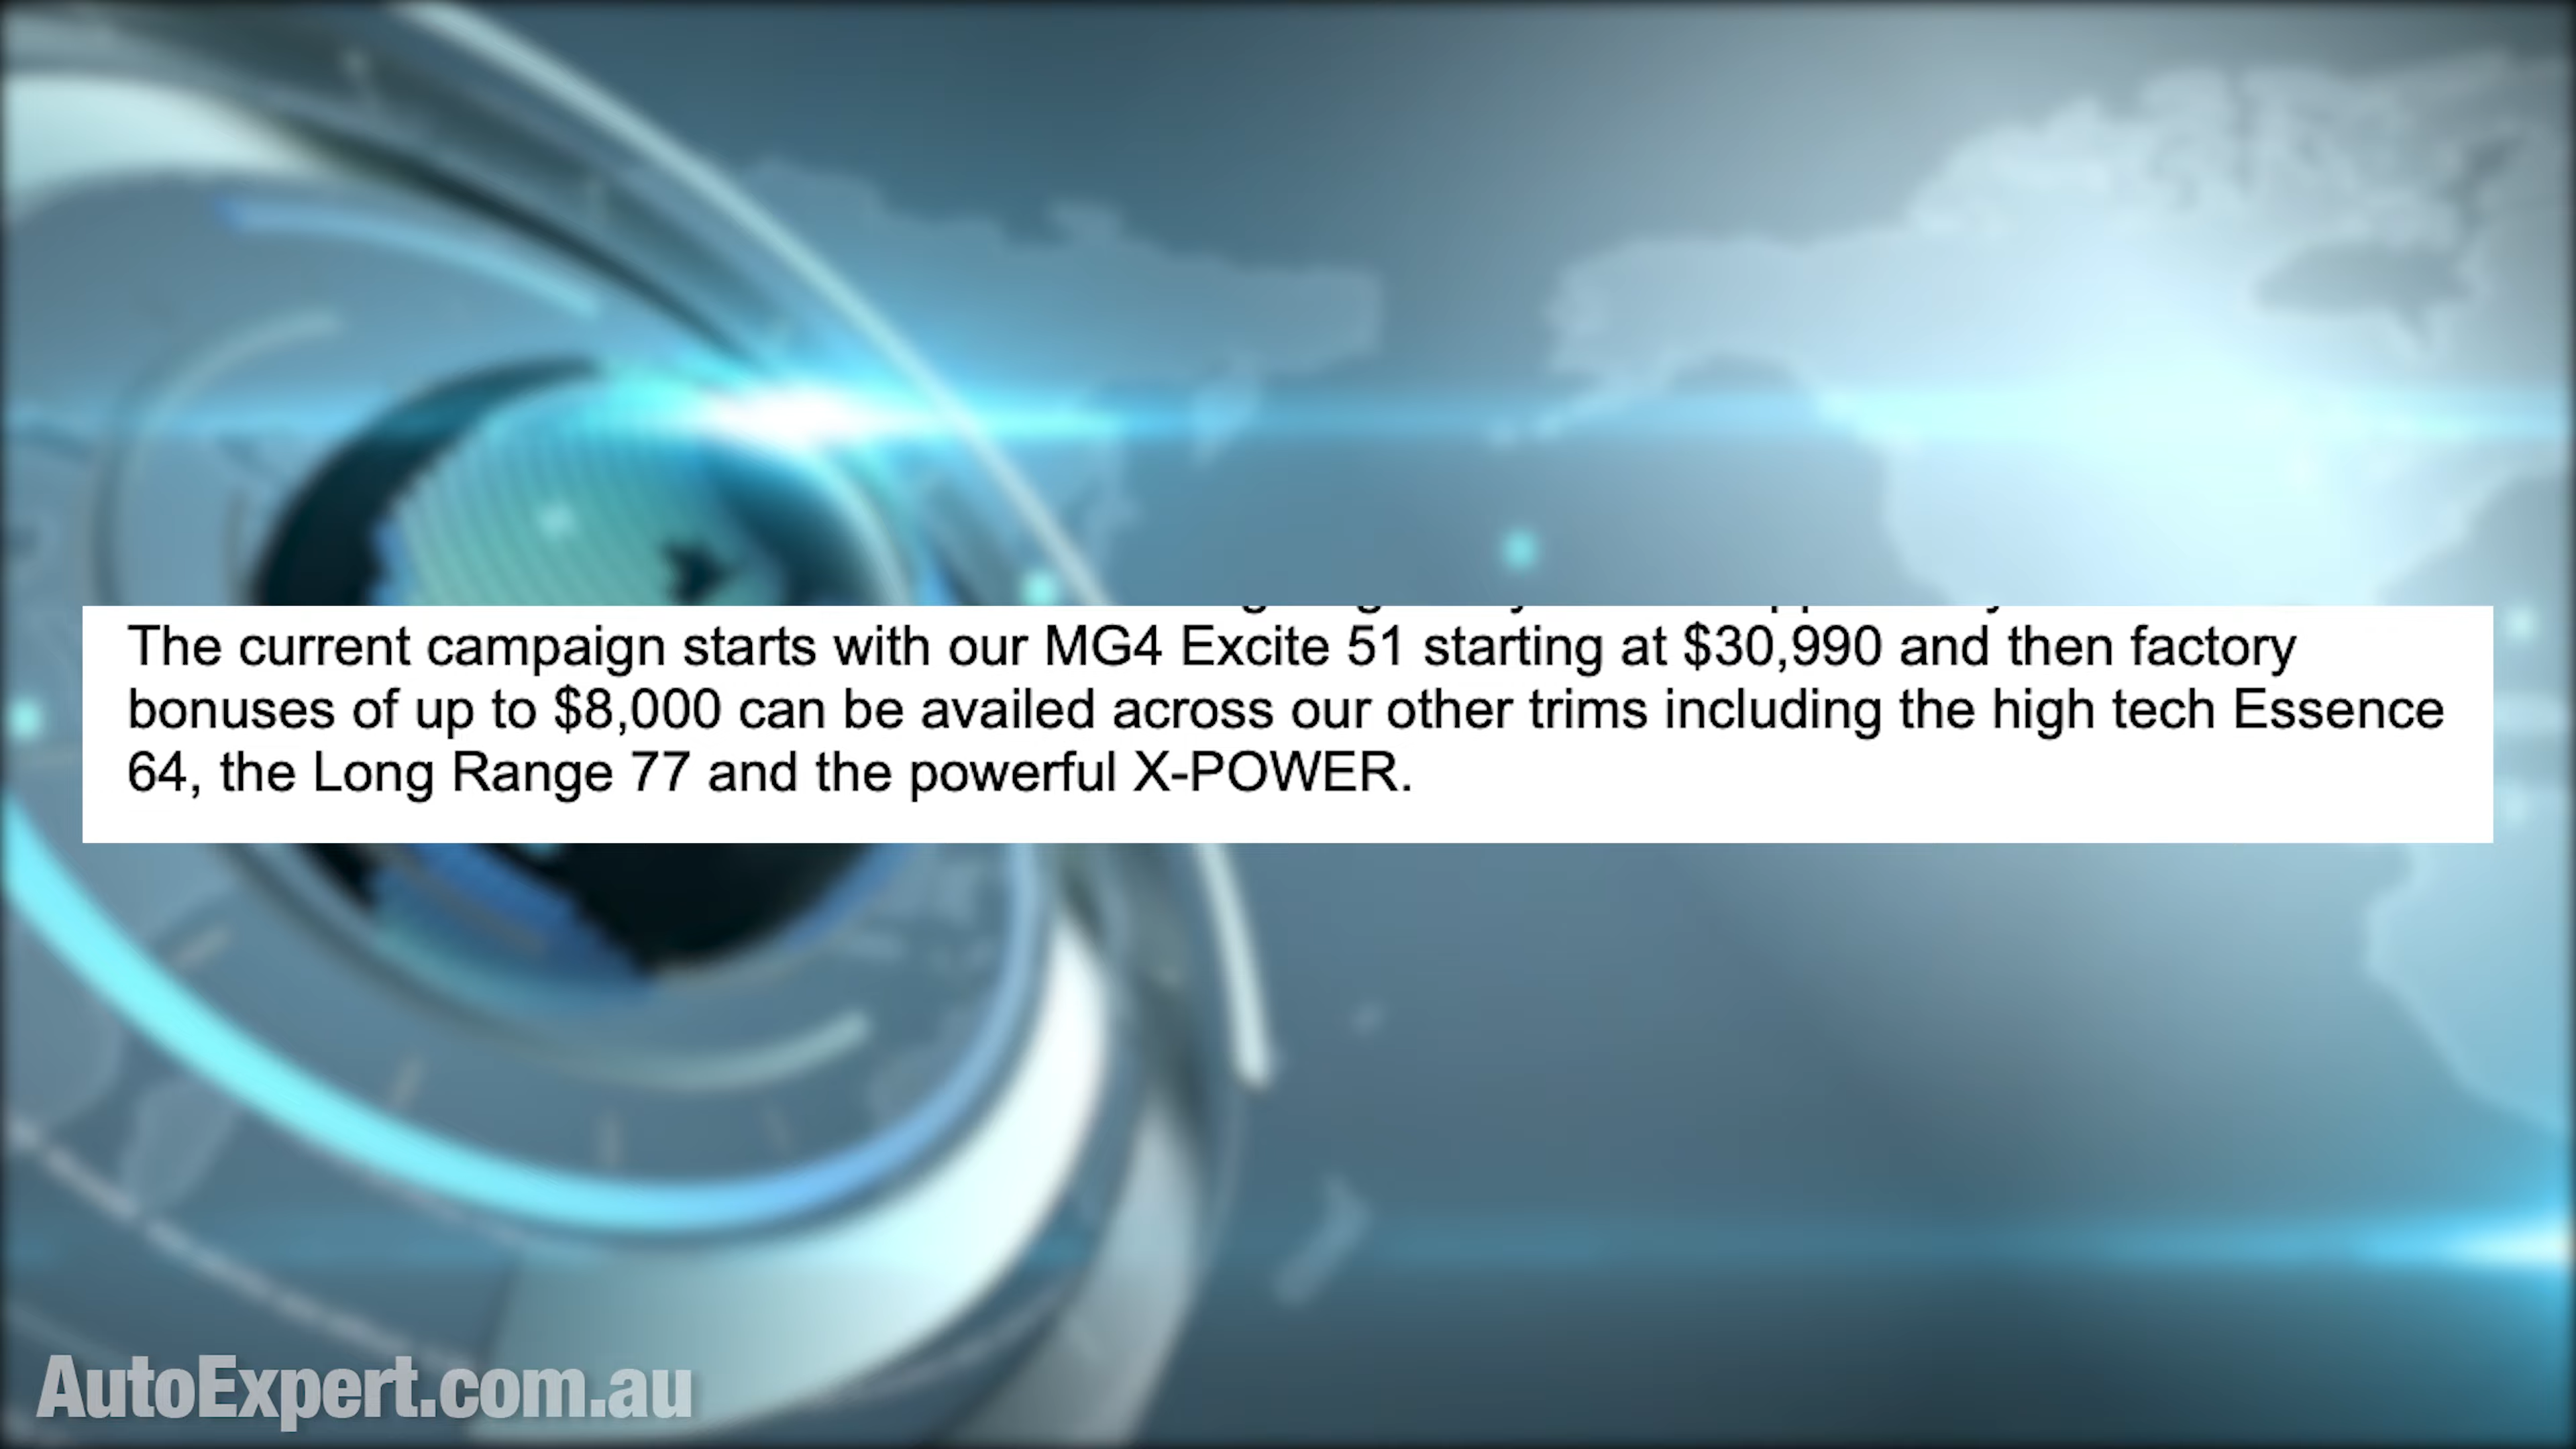 The current campaign starts with our MG4 Excite 51 starting at $30,990 and then factory
bonuses of up to $8,000 can be availed across our other trims including the high tech Essence
64, the Long Range 77 and the powerful X-POWER.
AutoExpert.com.au